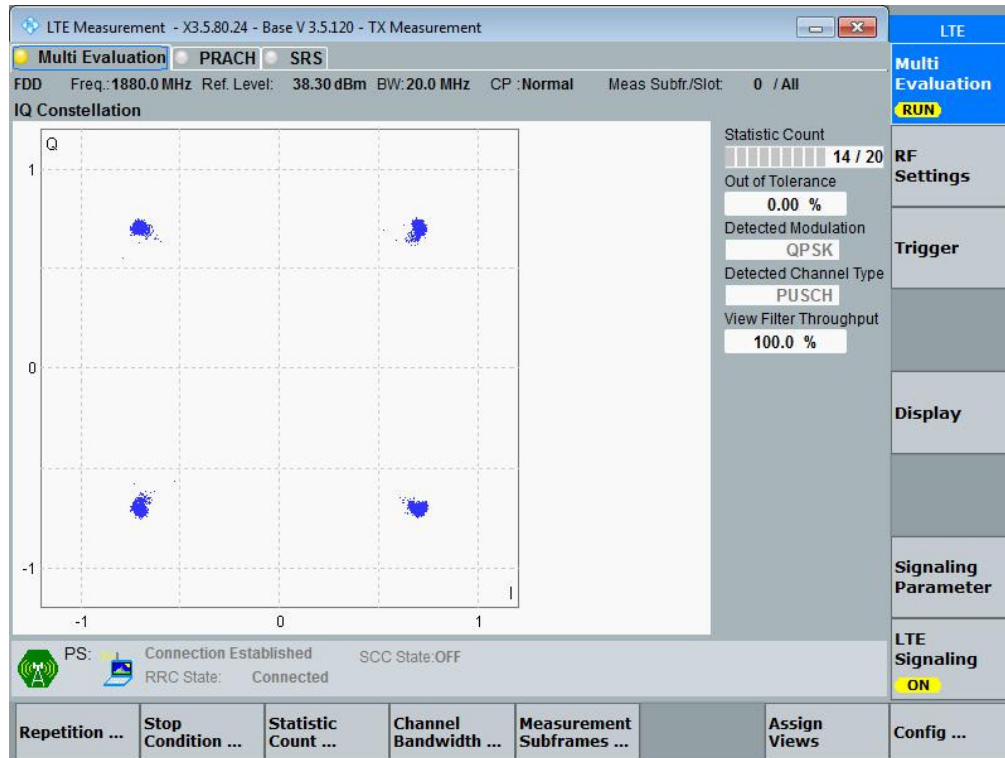 LTE Measurement - X3.5.80.24 - Base V 3.5.120 - TX Measurement
LTE
Multi Evaluation PRACH SRS
Multi
Evaluation
RUN
FDD Freq.:1880.0 MHz Ref. Level: 38.30 dBm BW:20.0 MHz CP :Normal Meas Subfr./Slot: 0 / All
IQ Constellation
Q
1
0
-1
I
-1 0 1
Statistic Count
14 / 20
Out of Tolerance
0.00 %
Detected Modulation
QPSK
Detected Channel Type
PUSCH
View Filter Throughput
100.0 %
RF
Settings
Trigger
Display
Signaling
Parameter
LTE
Signaling
ON
PS: Connection Established SCC State:OFF
RRC State: Connected
Repetition ...
Stop
Condition ...
Statistic
Count ...
Channel
Bandwidth ...
Measurement
Subframes ...
Assign
Views
Config ...